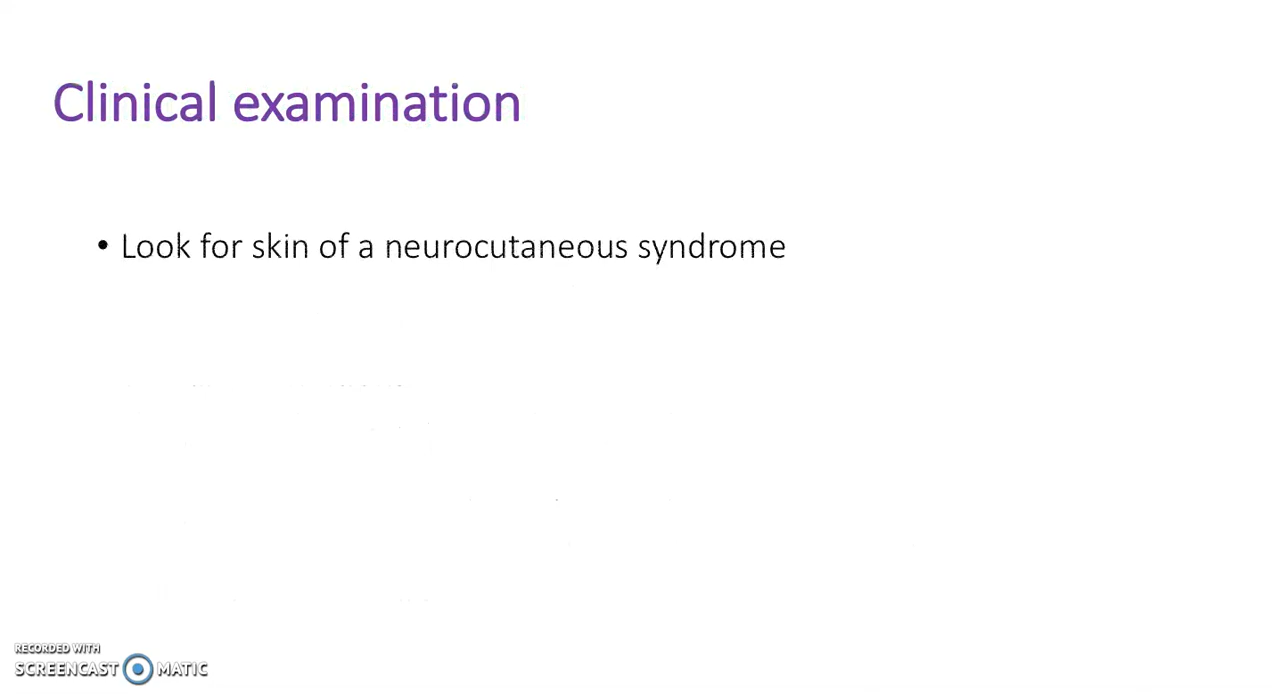 Clinical examination
• Look for skin of a neurocutaneous syndrome
RECORDED WITH
SCREENCAST MATIC